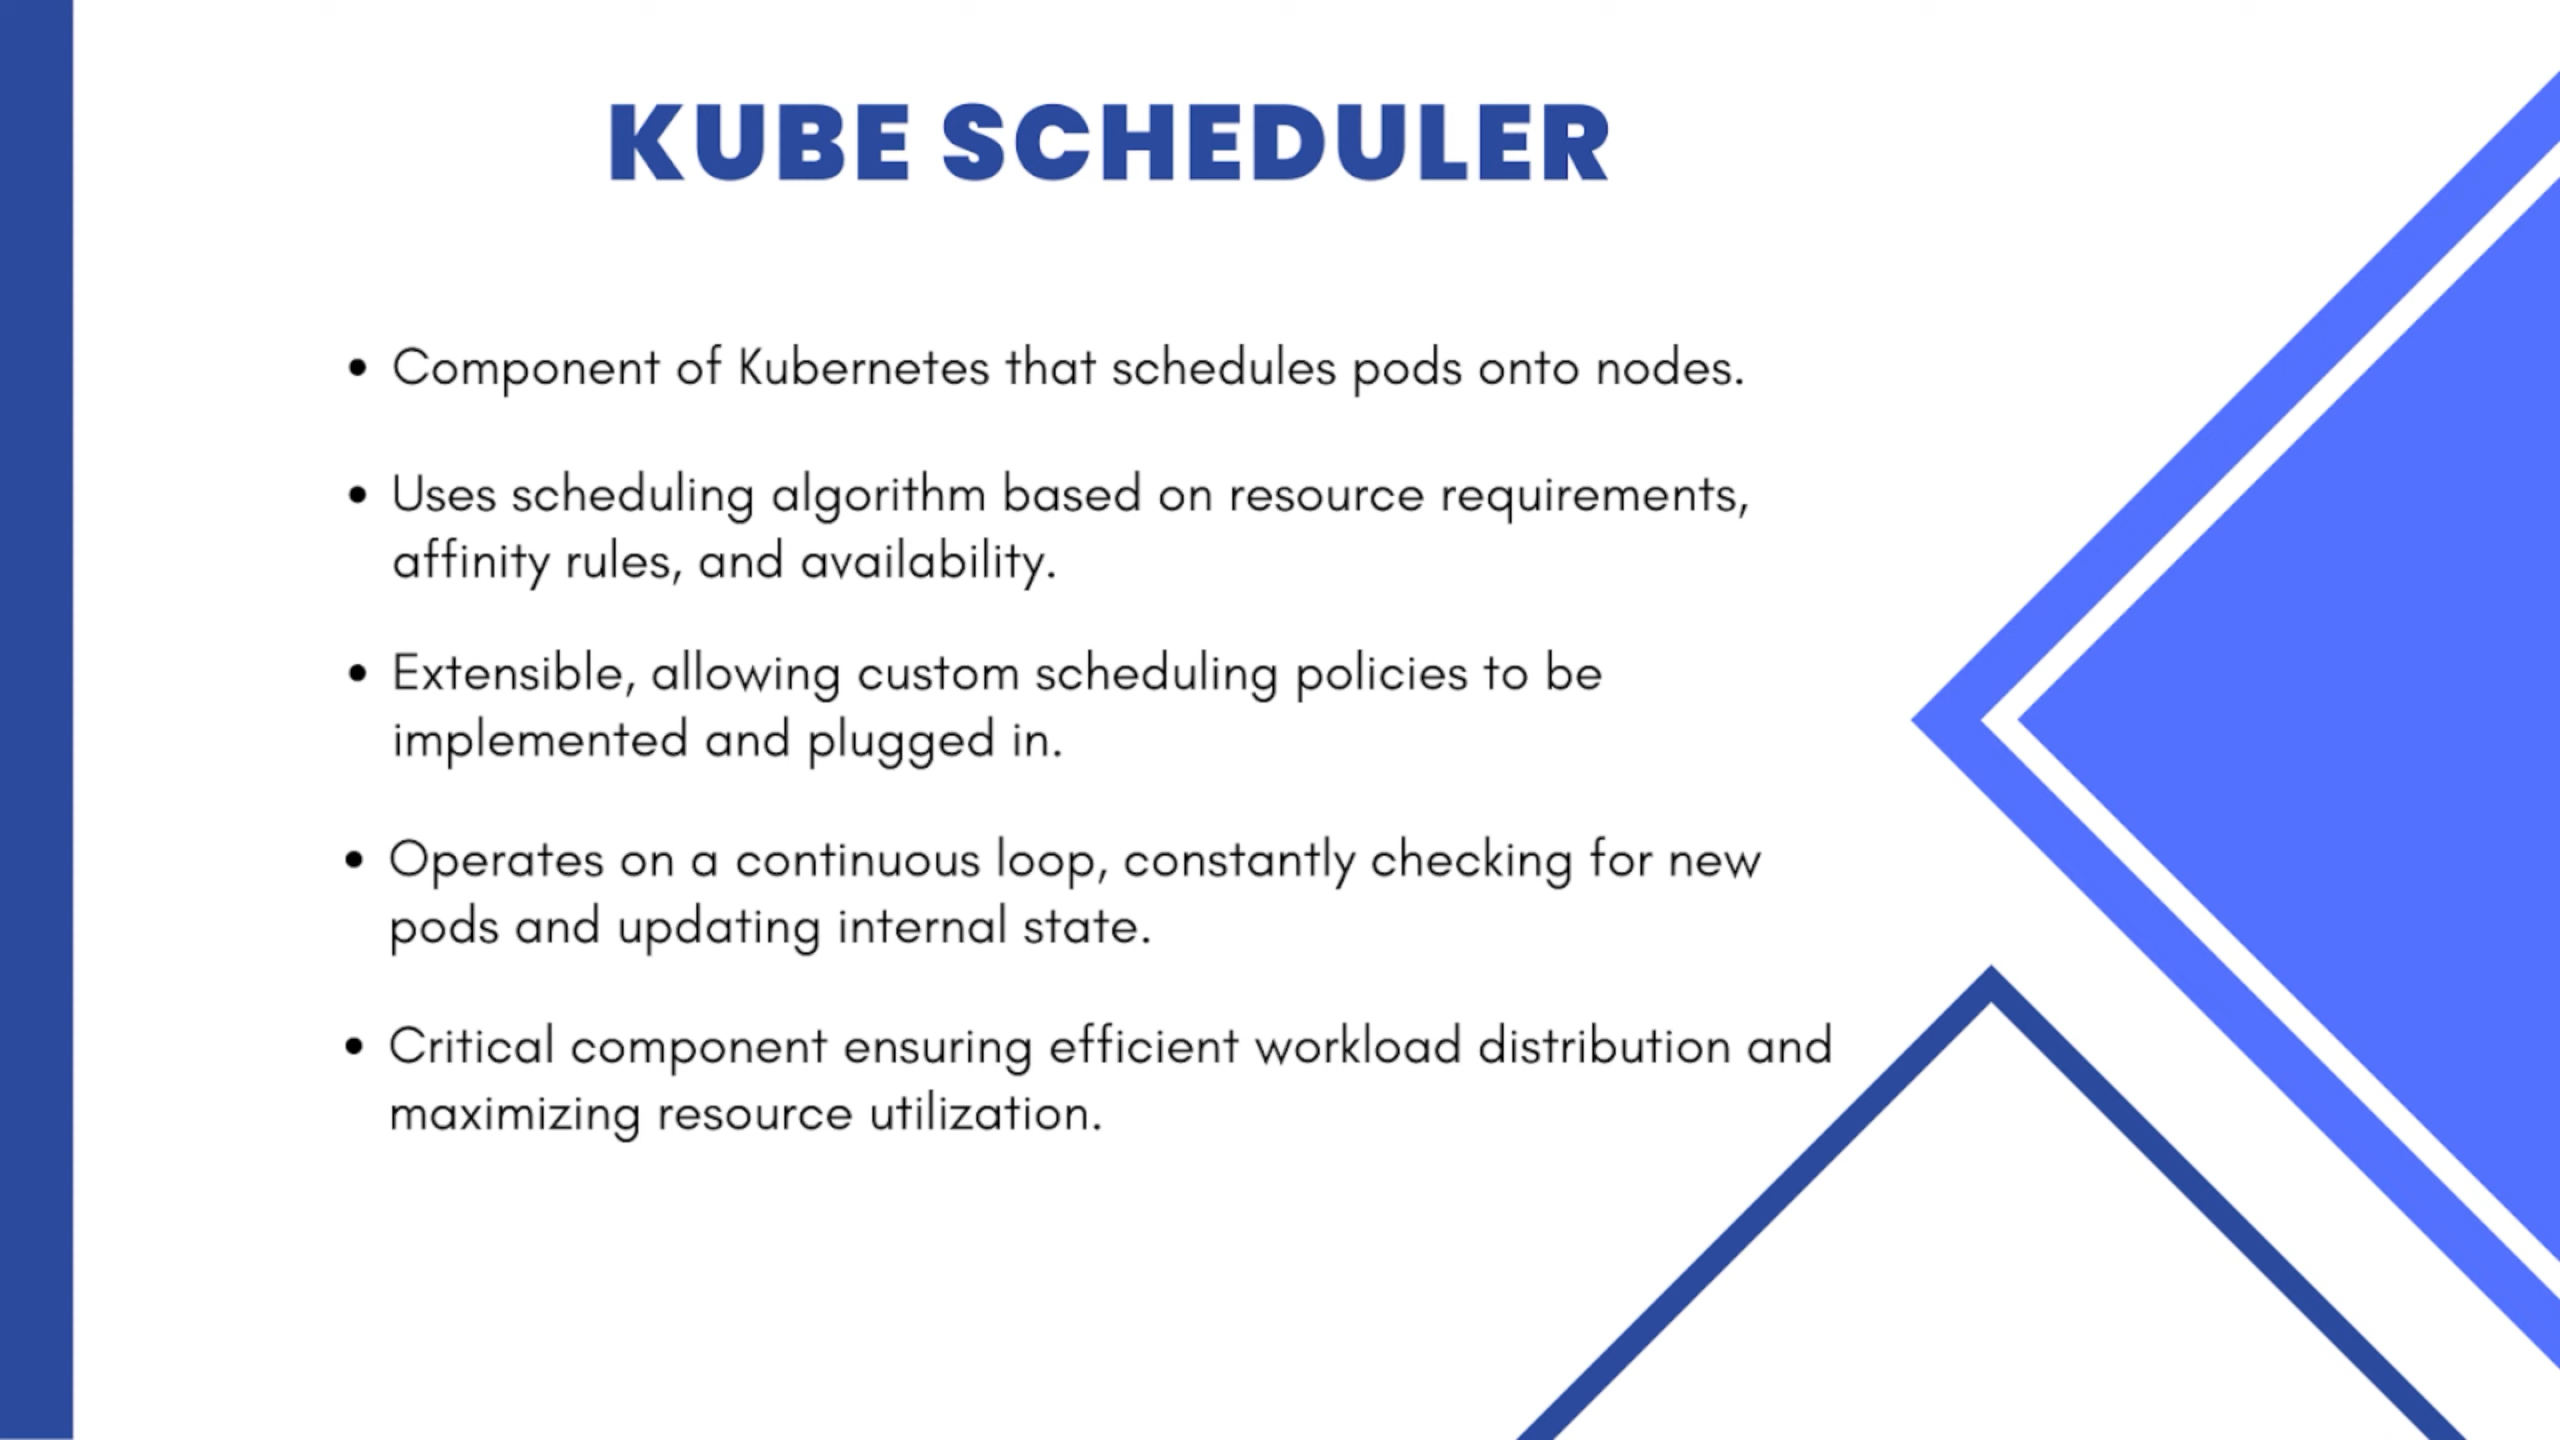 KUBE SCHEDULER
• Component of Kubernetes that schedules pods onto nodes.
• Uses scheduling algorithm based on resource requirements,
affinity rules, and availability.
• Extensible, allowing custom scheduling policies to be
implemented and plugged in.
• Operates on a continuous loop, constantly checking for new
pods and updating internal state.
• Critical component ensuring efficient workload distribution and
maximizing resource utilization.